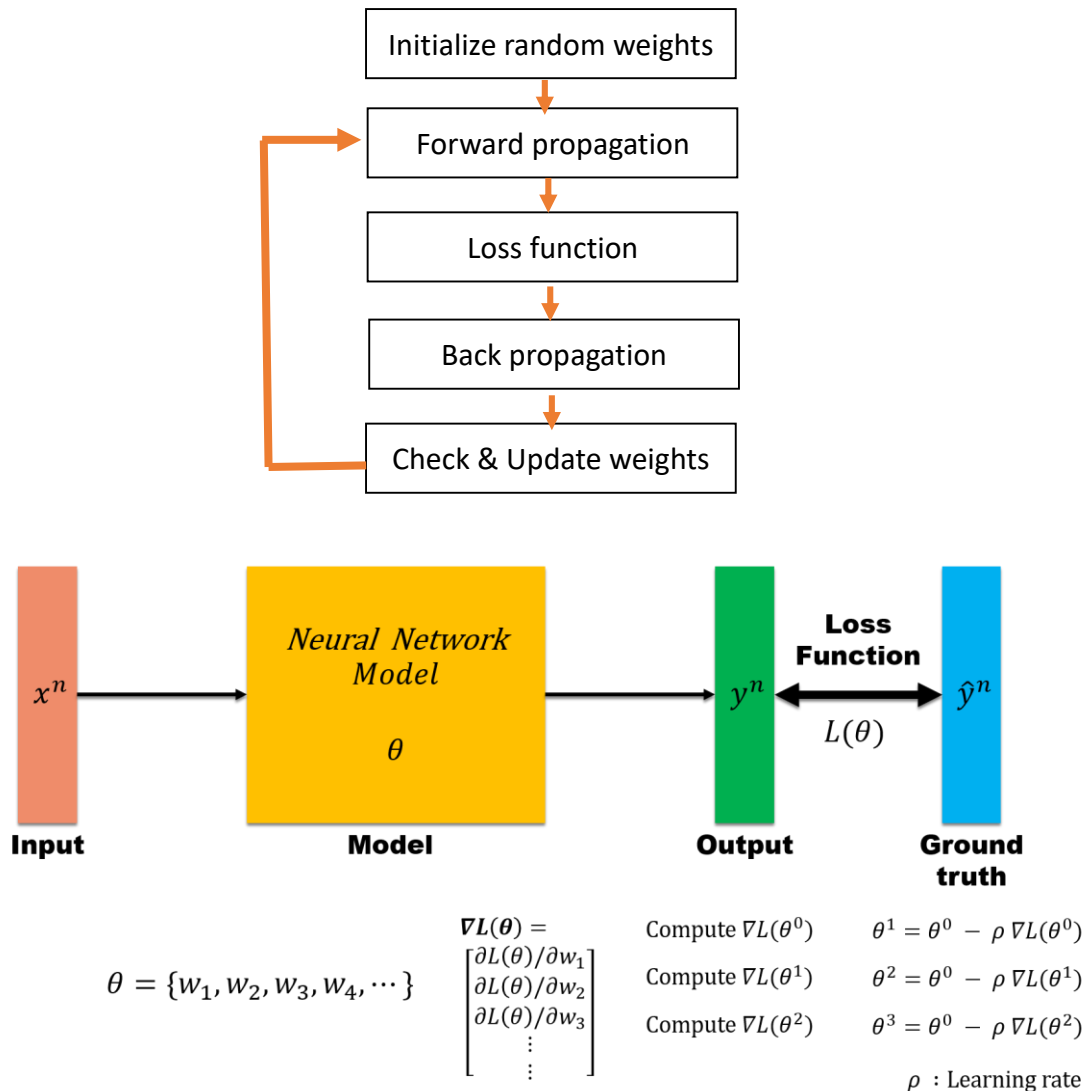 Initialize random weights
Forward propagation
Loss function
Back propagation
Check & Update weights
Neural Network
Model
θ
xⁿ
yⁿ
Loss
Function
L(θ)
ŷⁿ
Input
Model
Output
Ground
truth
θ = {w₁, w₂, w₃, w₄, ⋯ }
∇L(θ) =
∂L(θ)/∂w₁
∂L(θ)/∂w₂
∂L(θ)/∂w₃
⋮
⋮
Compute ∇L(θ⁰) θ¹ = θ⁰ − ρ ∇L(θ⁰)
Compute ∇L(θ¹) θ² = θ⁰ − ρ ∇L(θ¹)
Compute ∇L(θ²) θ³ = θ⁰ − ρ ∇L(θ²)
ρ : Learning rate